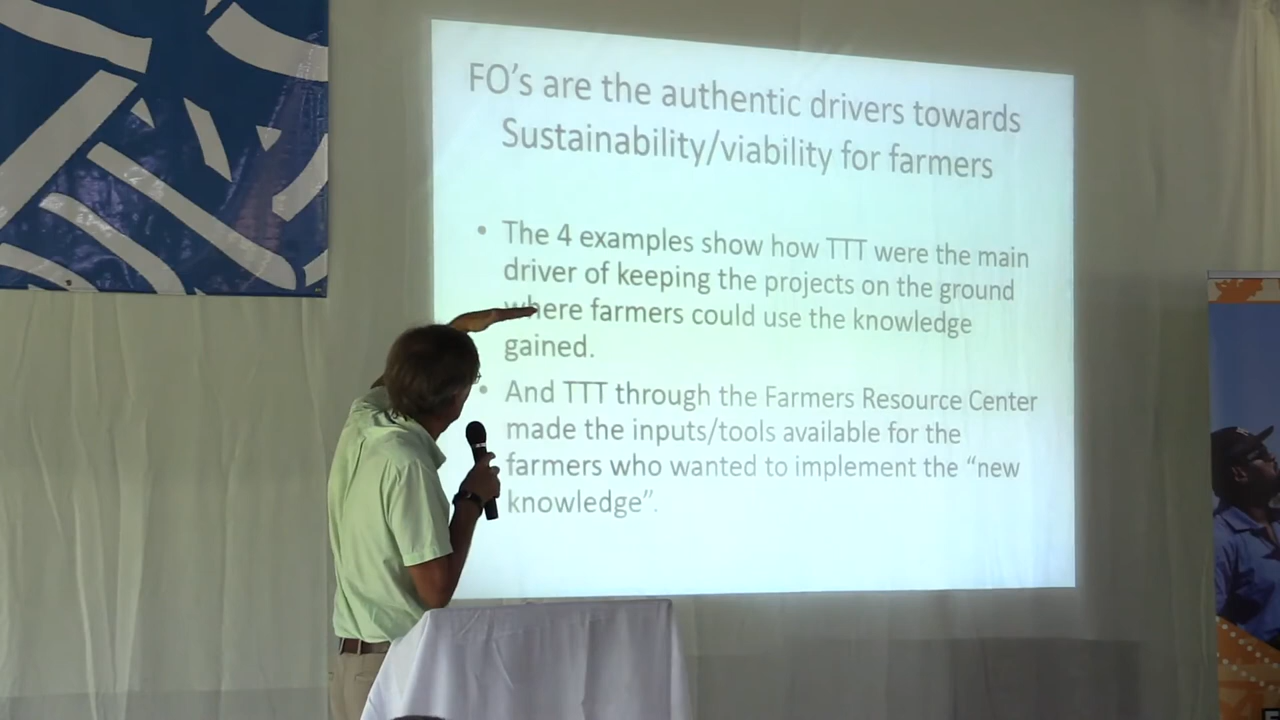 FO's are the authentic drivers towards
Sustainability/viability for farmers
• The 4 examples show how TTT were the main
driver of keeping the projects on the ground
where farmers could use the knowledge
gained.
• And TTT through the Farmers Resource Center
made the inputs/tools available for the
farmers who wanted to implement the “new
knowledge”.